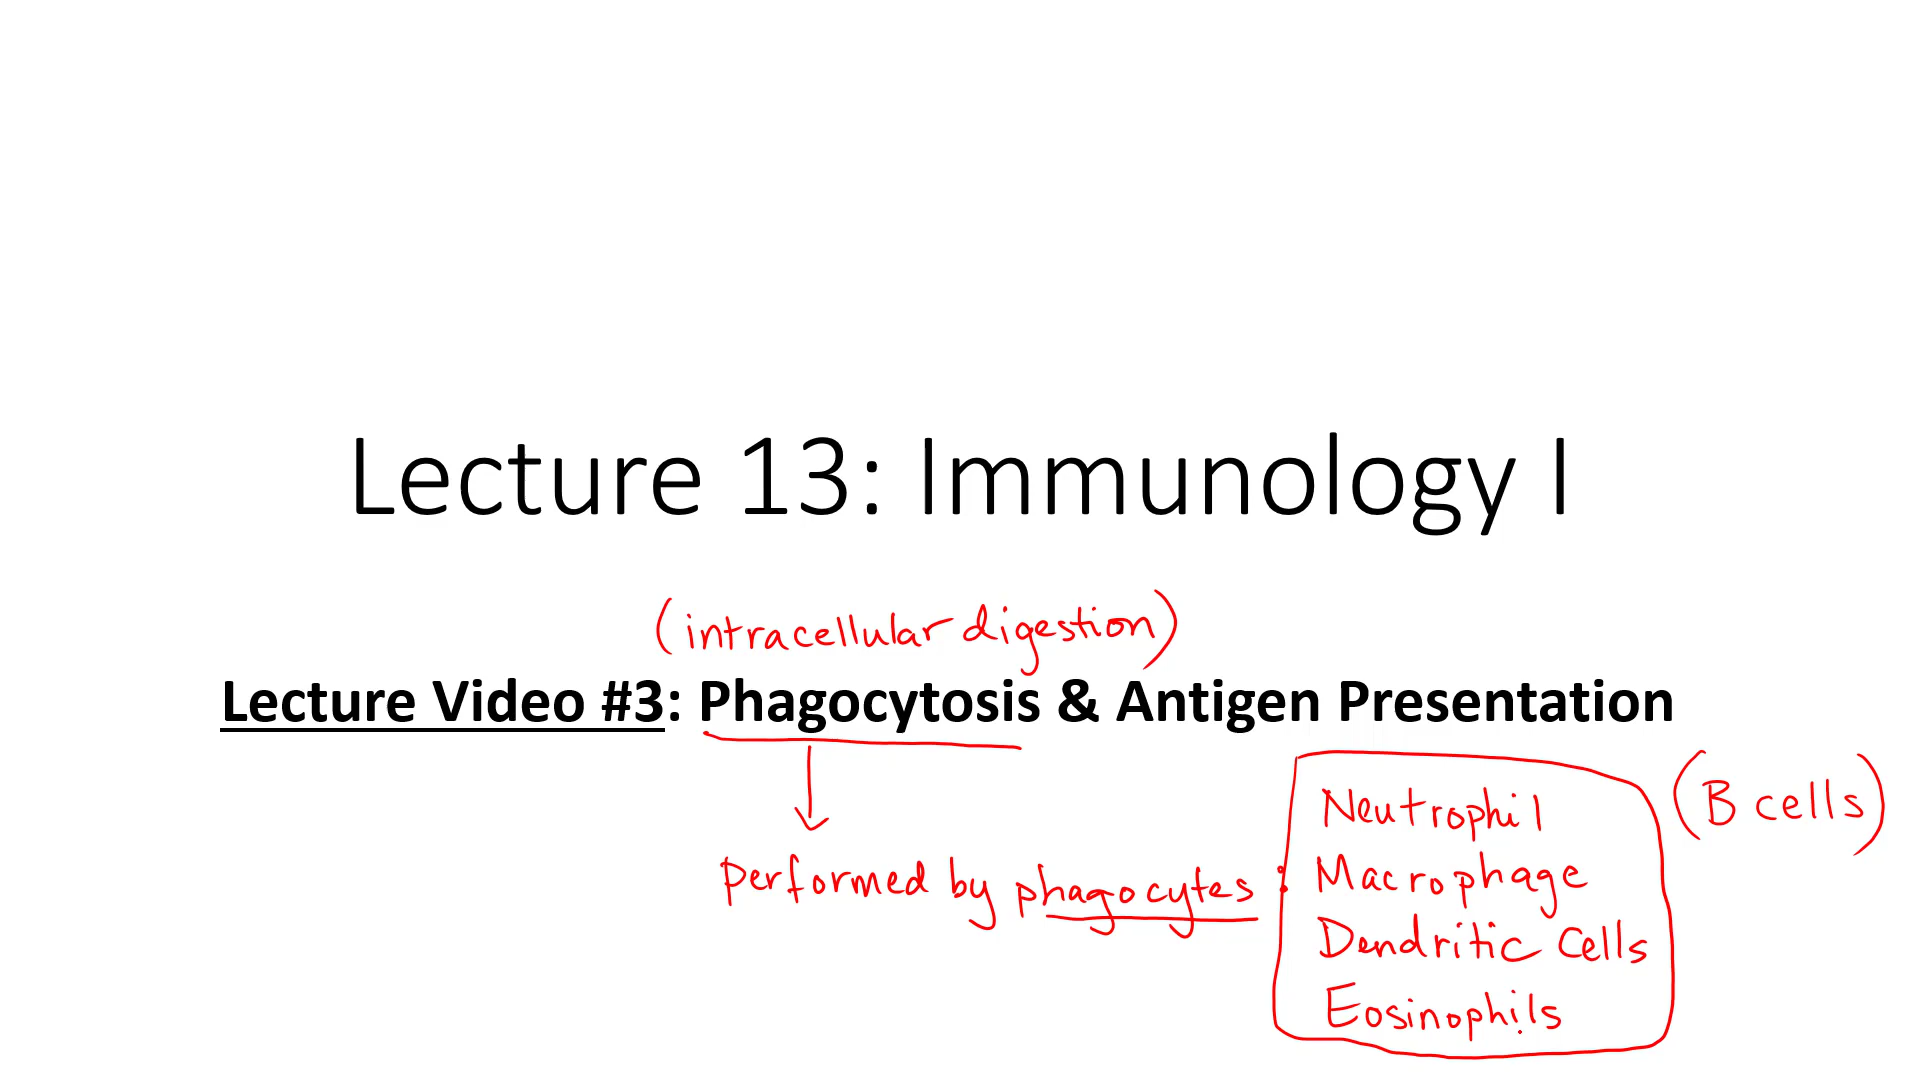 Lecture 13: Immunology I
(intracellular digestion)
Lecture Video #3: Phagocytosis & Antigen Presentation
performed by phagocytes:
Neutrophil
Macrophage
Dendritic Cells
Eosinophils
(B cells)